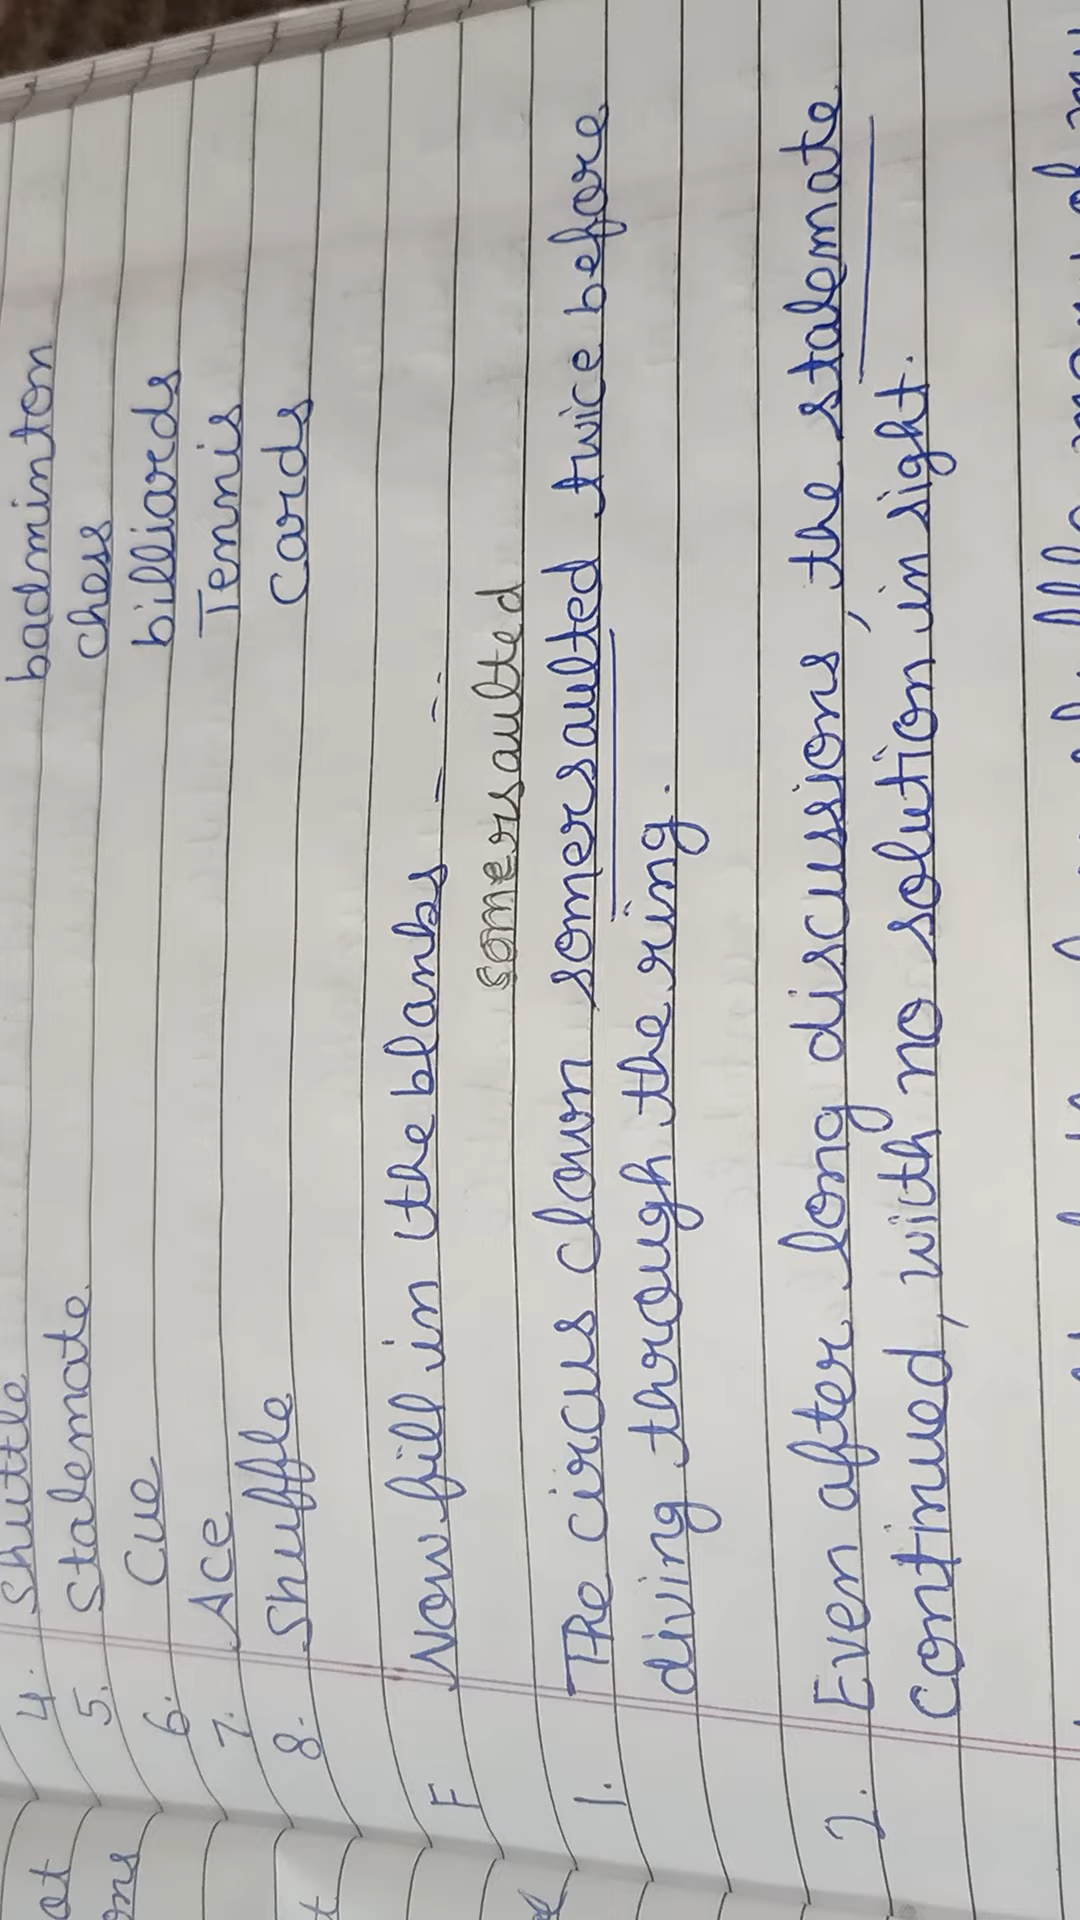 4. Shuttle badminton
5. Stalemate chess
6. Cue billiards
7. Ace Tennis
8. Shuffle Cards
F Now fill in the blanks - - -
somersaulted
1. The circus clown somersaulted twice before
diving through the ring.
2. Even after long discussions, the stalemate
Continued, with no solution in sight.